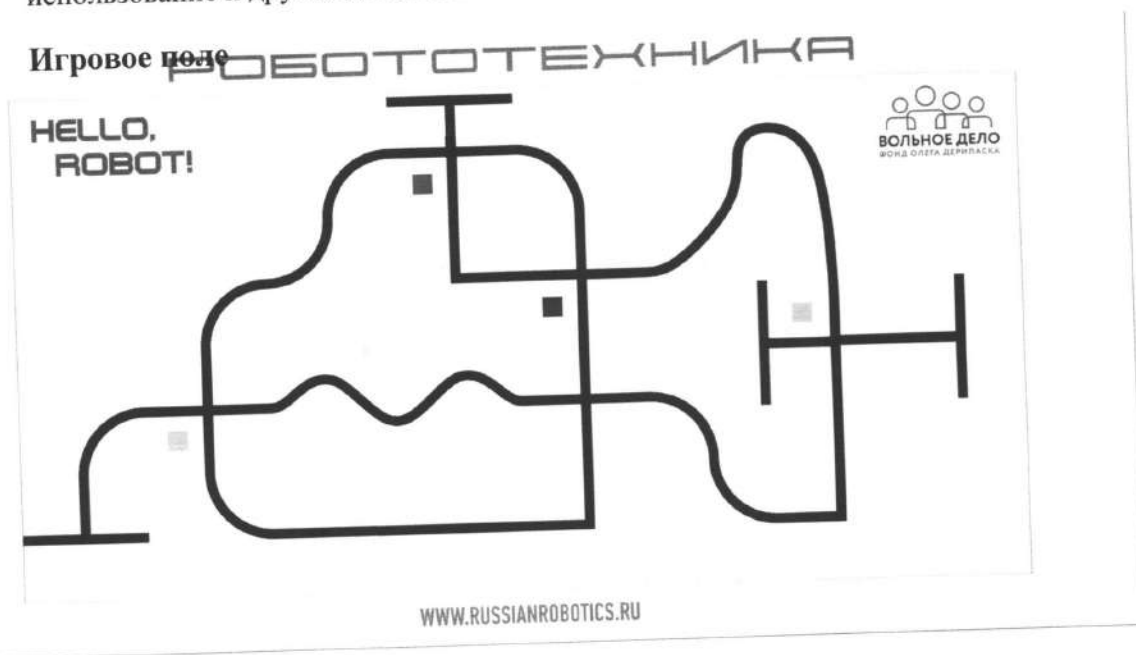 Игровое поле
РОБОТОТЕХНИКА
HELLO,
ROBOT!
ВОЛЬНОЕ ДЕЛО
ФОНД ОЛЕГА ДЕРИПАСКА
WWW.RUSSIANROBOTICS.RU